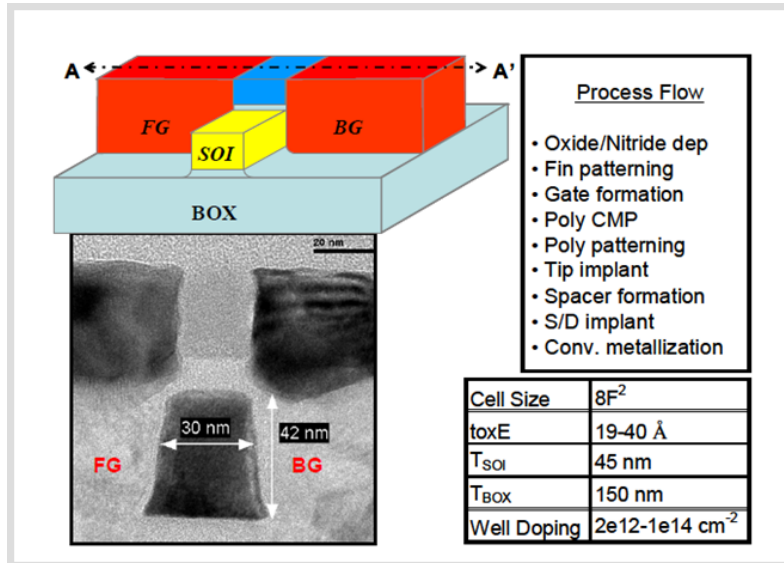 A
A'
FG
SOI
BG
BOX
20 nm
30 nm
42 nm
FG
BG
Process Flow
• Oxide/Nitride dep
• Fin patterning
• Gate formation
• Poly CMP
• Poly patterning
• Tip implant
• Spacer formation
• S/D implant
• Conv. metallization
Cell Size 8F²
toxE 19-40 Å
T_SOI 45 nm
T_BOX 150 nm
Well Doping 2e12-1e14 cm⁻²